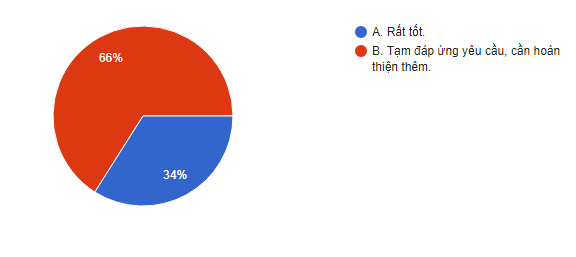 66%
34%
A. Rất tốt.
B. Tạm đáp ứng yêu cầu, cần hoàn
thiện thêm.